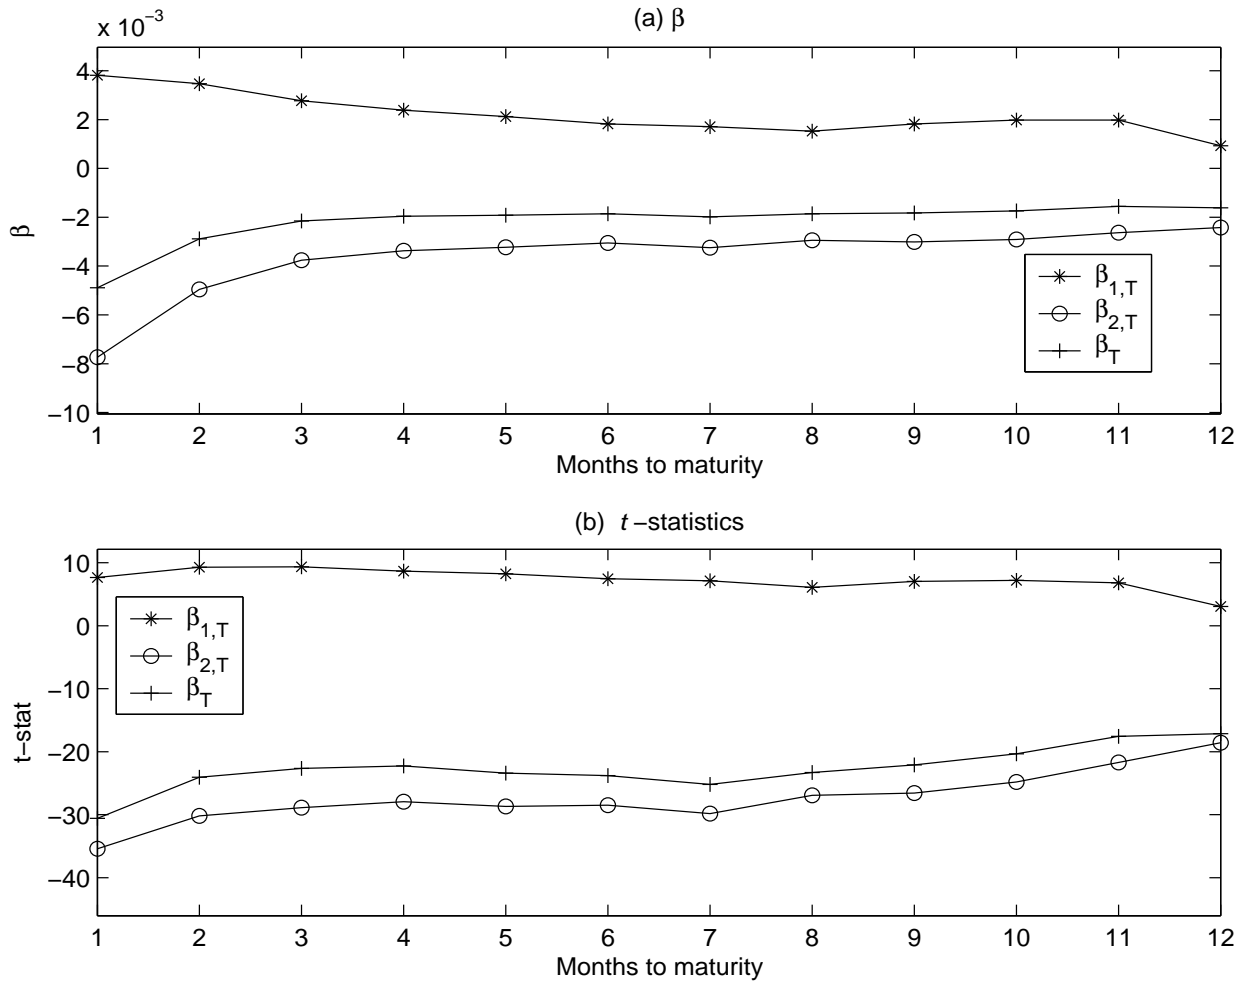 (a) β
x 10⁻³
4
2
0
−2
−4
−6
−8
−10
β
β1,T
β2,T
βT
1 2 3 4 5 6 7 8 9 10 11 12
Months to maturity
(b) t −statistics
10
0
−10
−20
−30
−40
t−stat
β1,T
β2,T
βT
1 2 3 4 5 6 7 8 9 10 11 12
Months to maturity